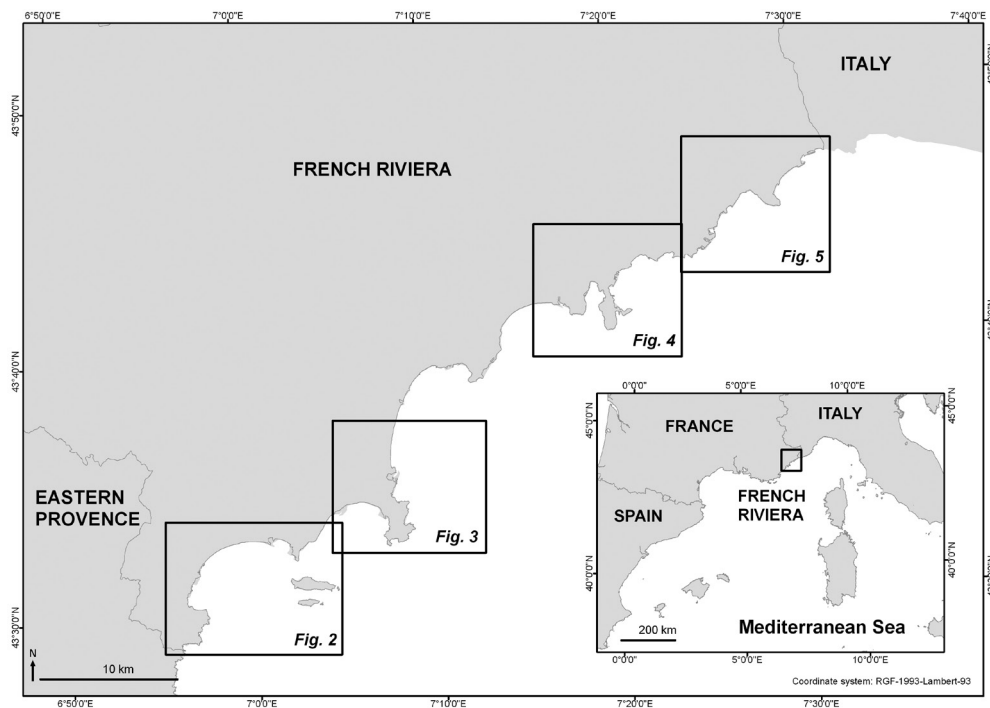 6°50'0"E 7°0'0"E 7°10'0"E 7°20'0"E 7°30'0"E 7°40'0"E
ITALY
43°50'0"N
FRENCH RIVIERA
Fig. 5
Fig. 4
43°40'0"N
Fig. 3
EASTERN
PROVENCE
Fig. 2
43°30'0"N
N
10 km
0°0'0" 5°0'0"E 10°0'0"E
45°0'0"N 45°0'0"N
FRANCE
ITALY
FRENCH
RIVIERA
SPAIN
40°0'0"N 40°0'0"N
200 km
Mediterranean Sea
0°0'0" 5°0'0"E 10°0'0"E
Coordinate system: RGF-1993-Lambert-93
6°50'0"E 7°0'0"E 7°10'0"E 7°20'0"E 7°30'0"E